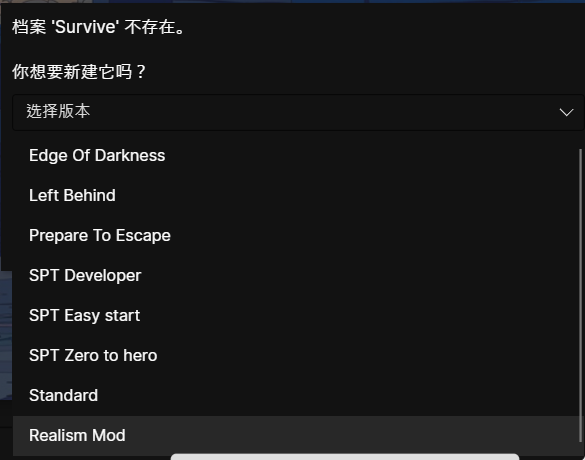 档案 'Survive' 不存在。
你想要新建它吗？
选择版本
Edge Of Darkness
Left Behind
Prepare To Escape
SPT Developer
SPT Easy start
SPT Zero to hero
Standard
Realism Mod